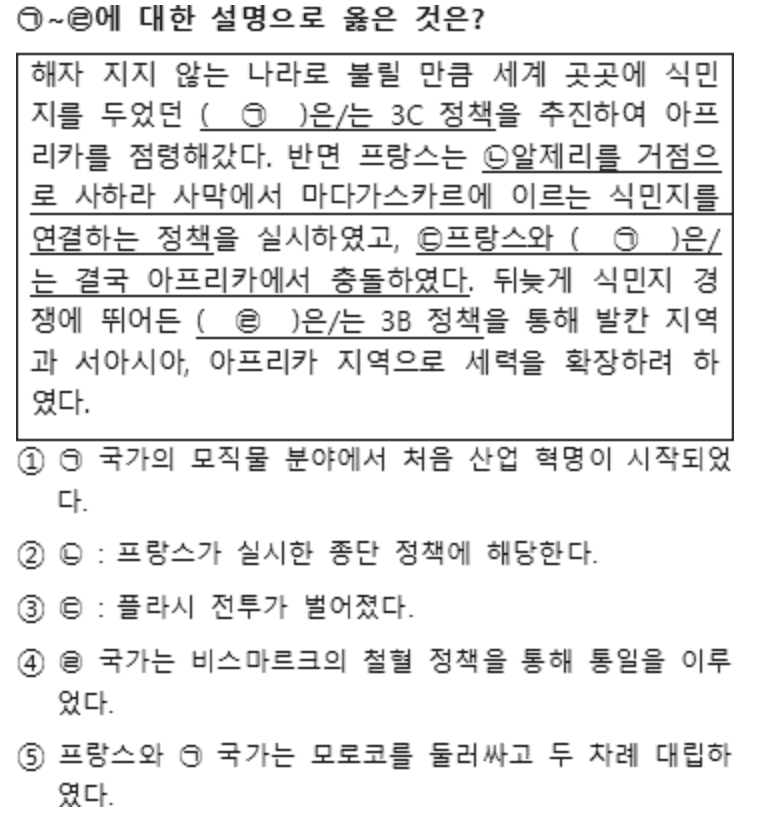 ㉠~㉣에 대한 설명으로 옳은 것은?
해자 지지 않는 나라로 불릴 만큼 세계 곳곳에 식민
지를 두었던 ( ㉠ )은/는 3C 정책을 추진하여 아프
리카를 점령해갔다. 반면 프랑스는 ㉡알제리를 거점으
로 사하라 사막에서 마다가스카르에 이르는 식민지를
연결하는 정책을 실시하였고, ㉢프랑스와 ( ㉠ )은/
는 결국 아프리카에서 충돌하였다. 뒤늦게 식민지 경
쟁에 뛰어든 ( ㉣ )은/는 3B 정책을 통해 발칸 지역
과 서아시아, 아프리카 지역으로 세력을 확장하려 하
였다.
① ㉠ 국가의 모직물 분야에서 처음 산업 혁명이 시작되었
다.
② ㉡ : 프랑스가 실시한 종단 정책에 해당한다.
③ ㉢ : 플라시 전투가 벌어졌다.
④ ㉣ 국가는 비스마르크의 철혈 정책을 통해 통일을 이루
었다.
⑤ 프랑스와 ㉠ 국가는 모로코를 둘러싸고 두 차례 대립하
였다.